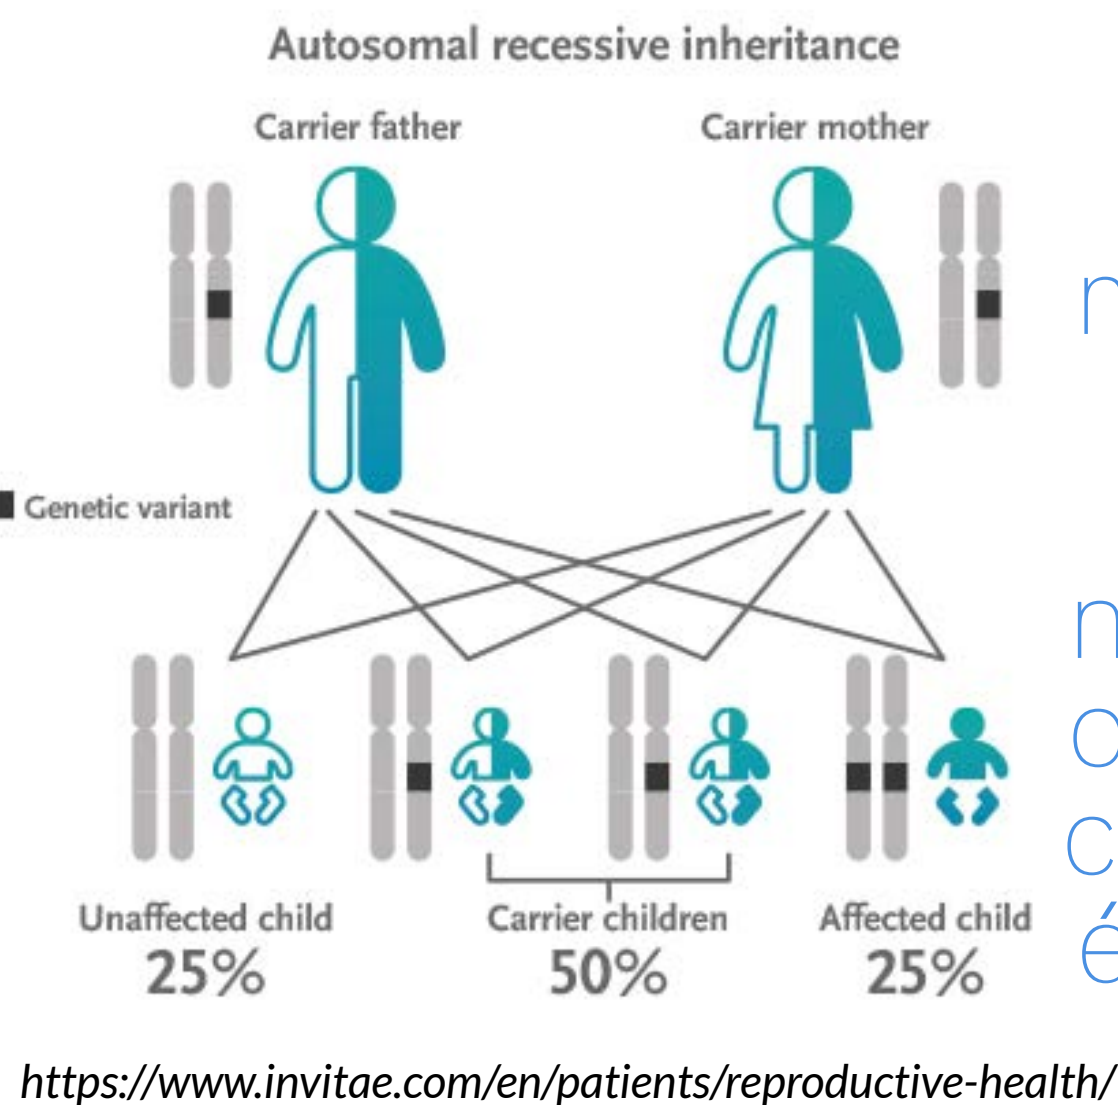 Autosomal recessive inheritance
Carrier father
Carrier mother
Genetic variant
Unaffected child
Carrier children
Affected child
25%
50%
25%
https://www.invitae.com/en/patients/reproductive-health/